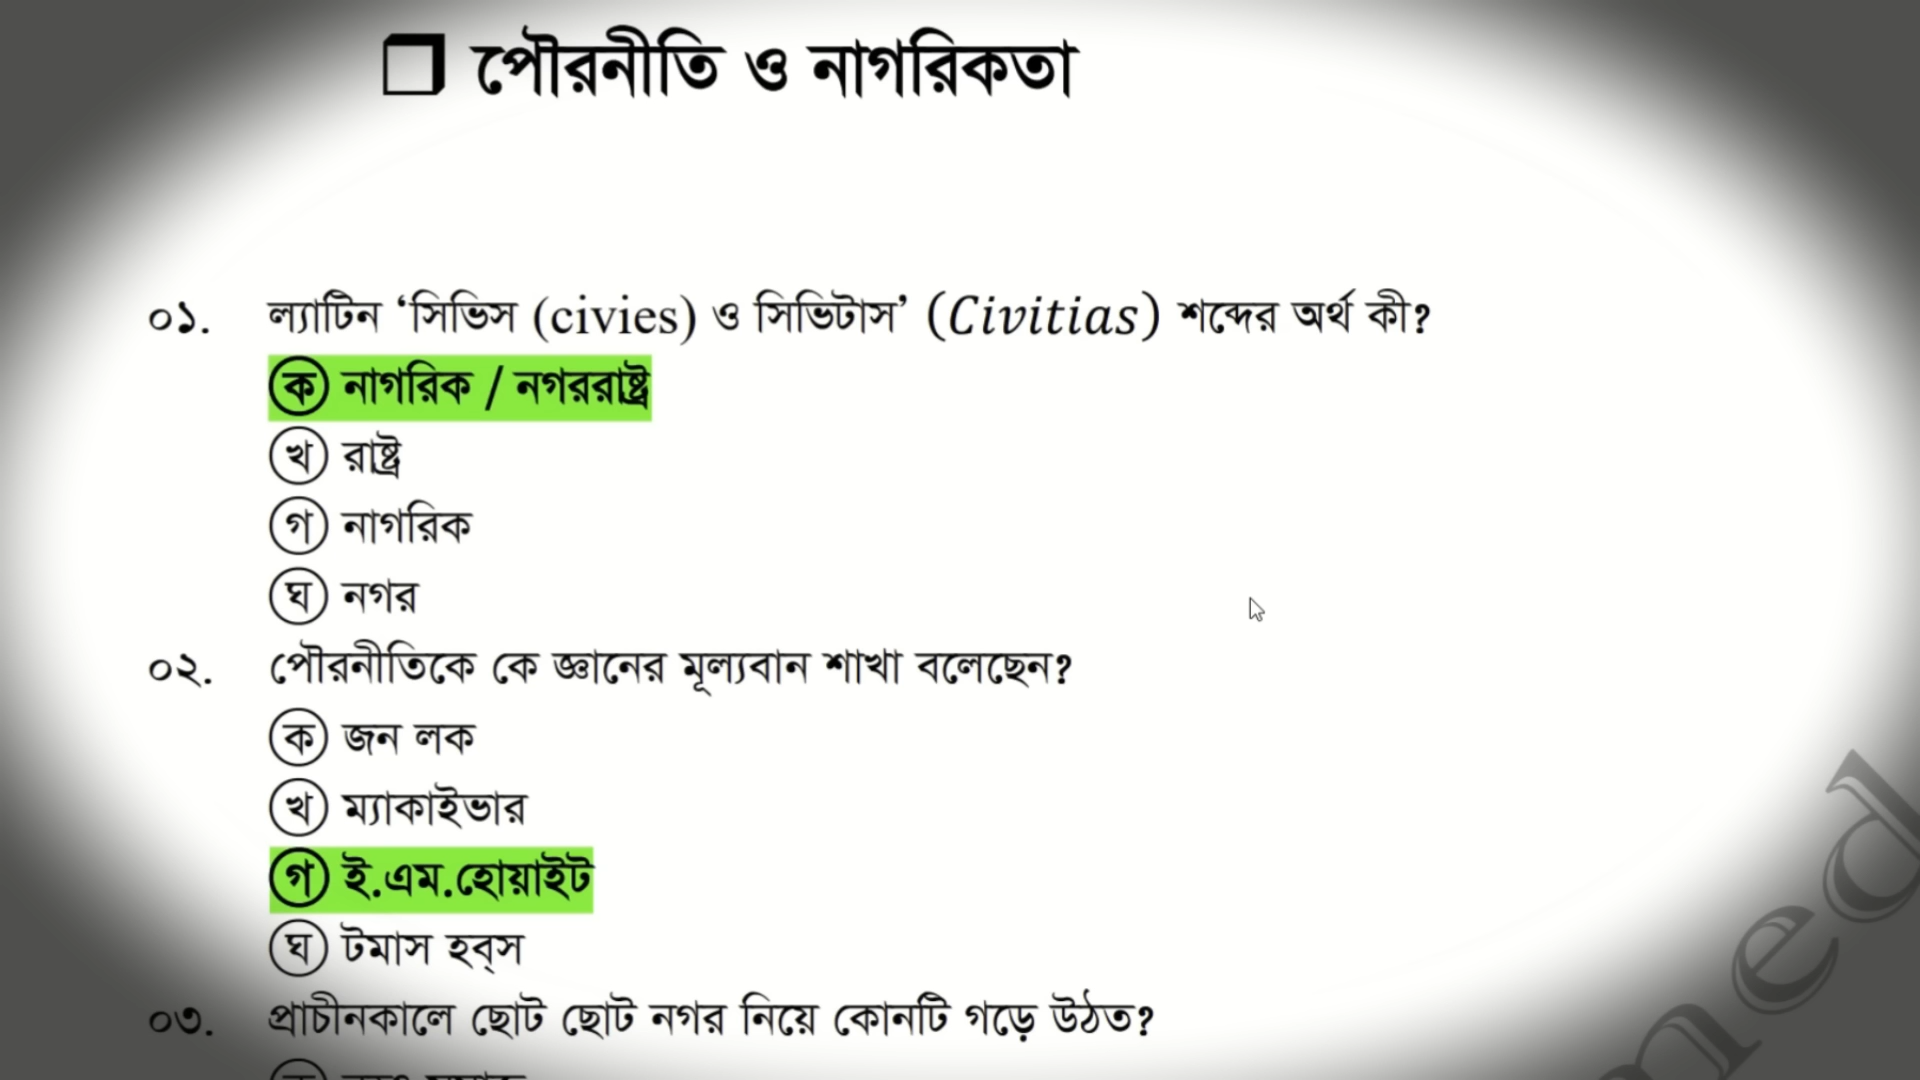 ❒ পৌরনীতি ও নাগরিকতা
০১. ল্যাটিন ‘সিভিস (civies) ও সিভিটাস’ (Civitias) শব্দের অর্থ কী?
ক নাগরিক / নগররাষ্ট্র
খ রাষ্ট্র
গ নাগরিক
ঘ নগর
০২. পৌরনীতিকে কে জ্ঞানের মূল্যবান শাখা বলেছেন?
ক জন লক
খ ম্যাকাইভার
গ ই.এম.হোয়াইট
ঘ টমাস হব্‌স
০৩. প্রাচীনকালে ছোট ছোট নগর নিয়ে কোনটি গড়ে উঠত?